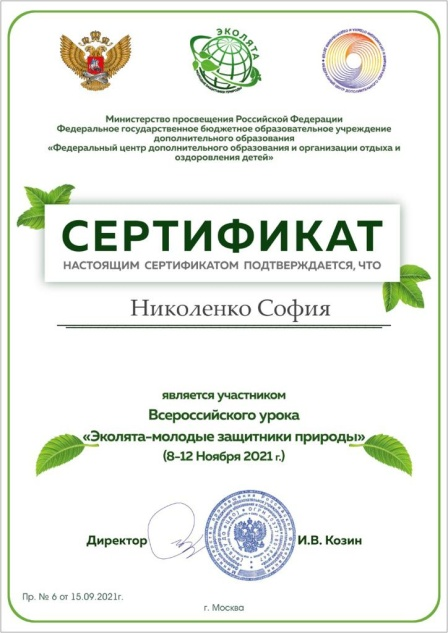 ЭКОЛЯТА
Министерство просвещения Российской Федерации
Федеральное государственное бюджетное образовательное учреждение
дополнительного образования
«Федеральный центр дополнительного образования и организации отдыха и
оздоровления детей»
СЕРТИФИКАТ
НАСТОЯЩИМ СЕРТИФИКАТОМ ПОДТВЕРЖДАЕТСЯ, ЧТО
Николенко София
является участником
Всероссийского урока
«Эколята-молодые защитники природы»
(8-12 Ноября 2021 г.)
Директор
И.В. Козин
Пр. № 6 от 15.09.2021г.
г. Москва